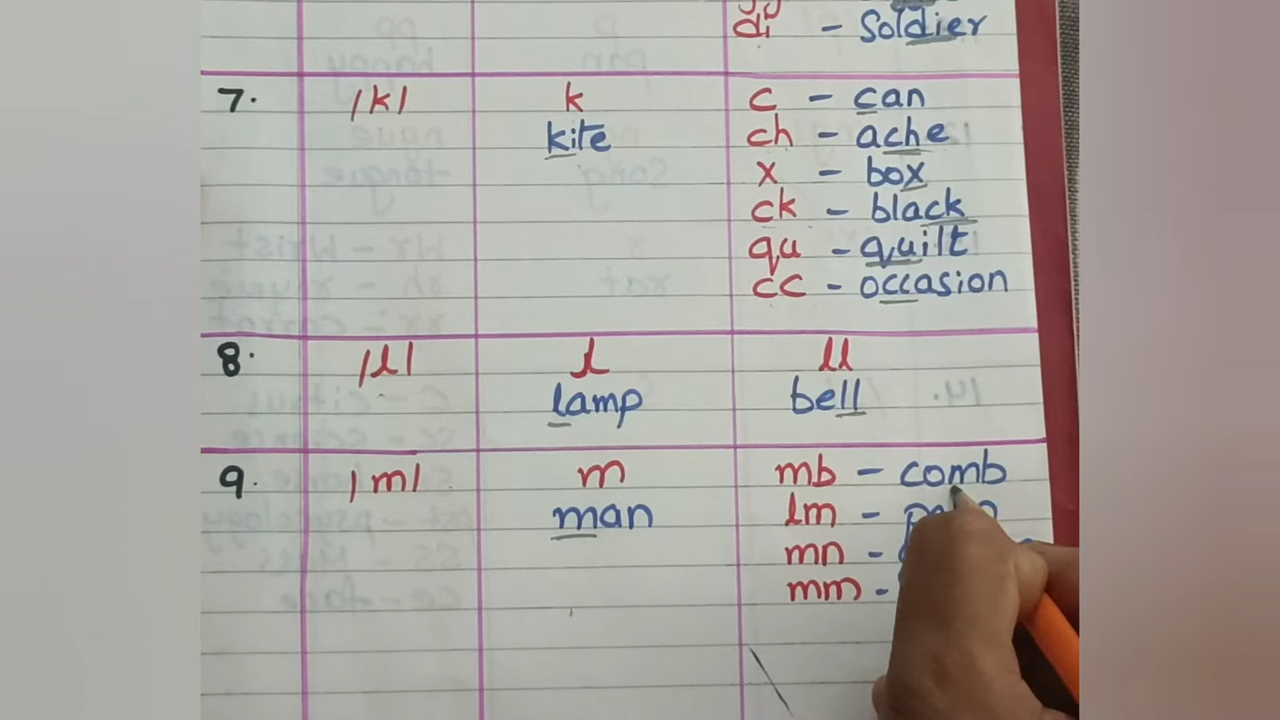 di - soldier
7. /k/ k c - can
kite ch - ache
x - box
ck - black
qu - quilt
cc - occasion
8. /l/ l ll
lamp bell
9. /m/ m mb - comb
man lm -
mn -
mm -